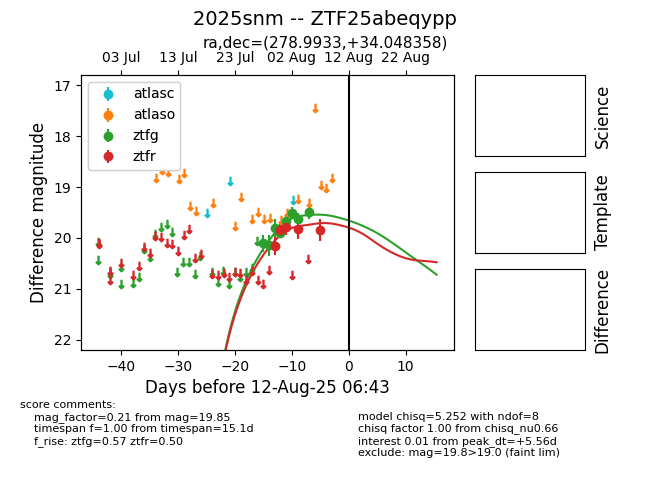 2025snm -- ZTF25abeqypp
ra,dec=(278.9933,+34.048358)
03 Jul 13 Jul 23 Jul 02 Aug 12 Aug 22 Aug
atlasc
atlaso
ztfg
ztfr
17
18
19
20
21
22
Difference magnitude
−40 −30 −20 −10 0 10
Days before 12-Aug-25 06:43
Science
Template
Difference
score comments:
mag_factor=0.21 from mag=19.85
timespan f=1.00 from timespan=15.1d
f_rise: ztfg=0.57 ztfr=0.50
model chisq=5.252 with ndof=8
chisq factor 1.00 from chisq_nu0.66
interest 0.01 from peak_dt=+5.56d
exclude: mag=19.8>19.0 (faint lim)